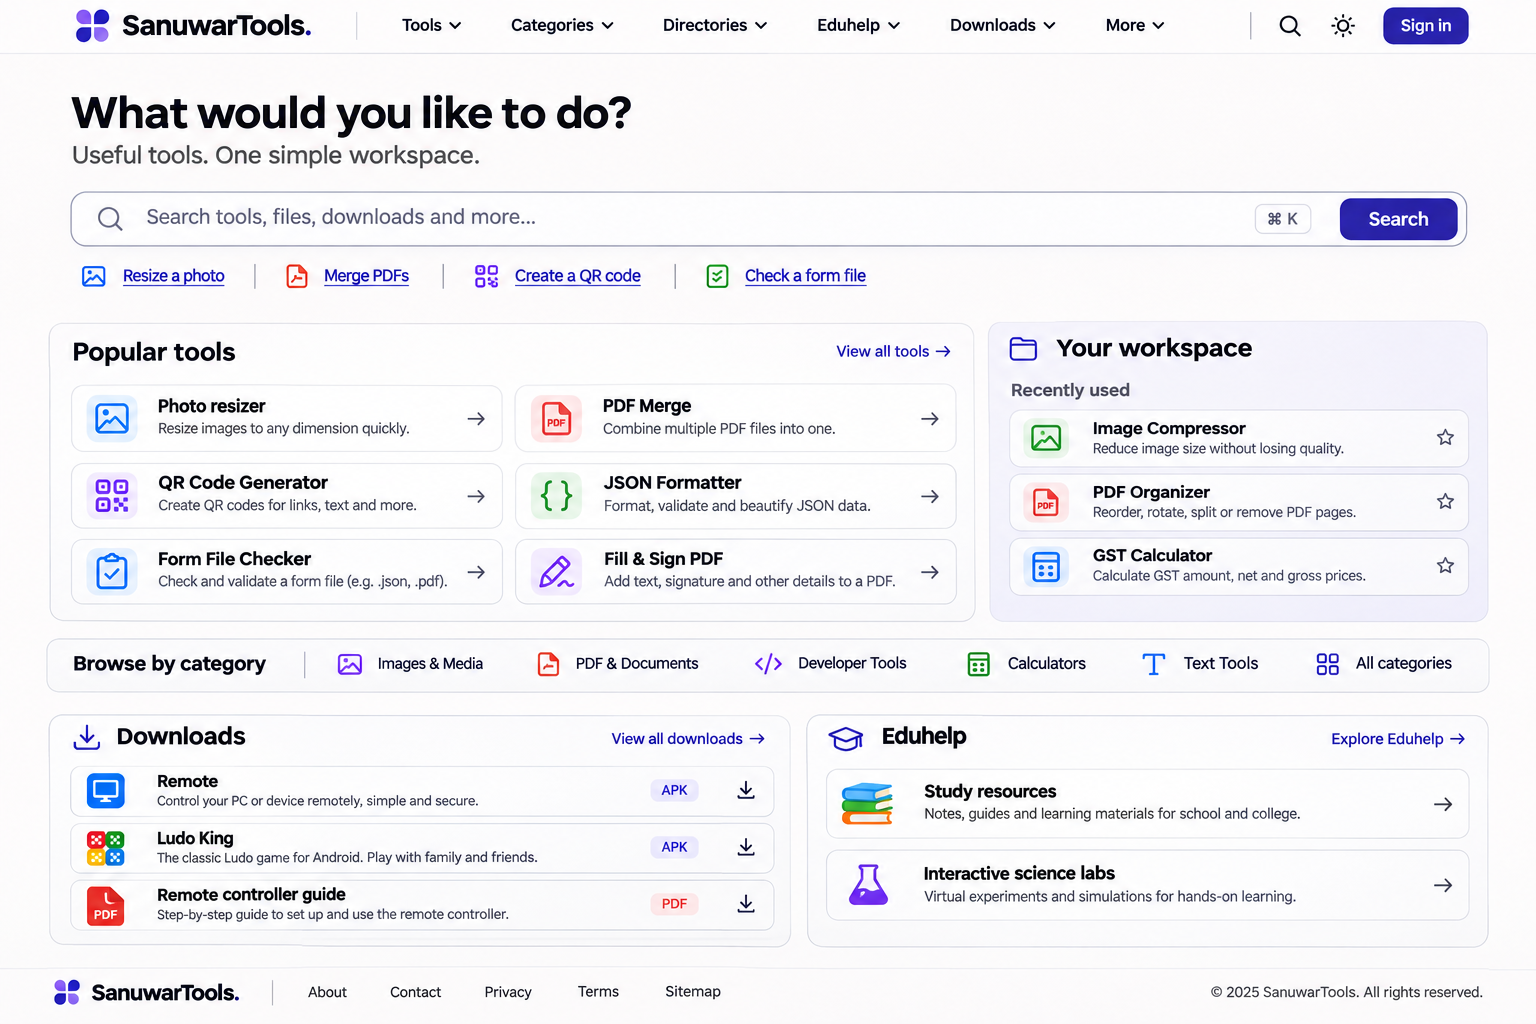 SanuwarTools.
Tools
Categories
Directories
Eduhelp
Downloads
More
Sign in
What would you like to do?
Useful tools. One simple workspace.
Search tools, files, downloads and more...
⌘ K
Search
Resize a photo
Merge PDFs
Create a QR code
Check a form file
Popular tools
View all tools →
Photo resizer
Resize images to any dimension quickly.
PDF
PDF Merge
Combine multiple PDF files into one.
QR Code Generator
Create QR codes for links, text and more.
{ }
JSON Formatter
Format, validate and beautify JSON data.
Form File Checker
Check and validate a form file (e.g. .json, .pdf).
Fill & Sign PDF
Add text, signature and other details to a PDF.
Your workspace
Recently used
Image Compressor
Reduce image size without losing quality.
PDF
PDF Organizer
Reorder, rotate, split or remove PDF pages.
GST Calculator
Calculate GST amount, net and gross prices.
Browse by category
Images & Media
PDF & Documents
</> Developer Tools
Calculators
T Text Tools
All categories
Downloads
View all downloads →
Remote
Control your PC or device remotely, simple and secure.
APK
Ludo King
The classic Ludo game for Android. Play with family and friends.
APK
PDF
Remote controller guide
Step-by-step guide to set up and use the remote controller.
PDF
Eduhelp
Explore Eduhelp →
Study resources
Notes, guides and learning materials for school and college.
Interactive science labs
Virtual experiments and simulations for hands-on learning.
SanuwarTools.
About
Contact
Privacy
Terms
Sitemap
© 2025 SanuwarTools. All rights reserved.